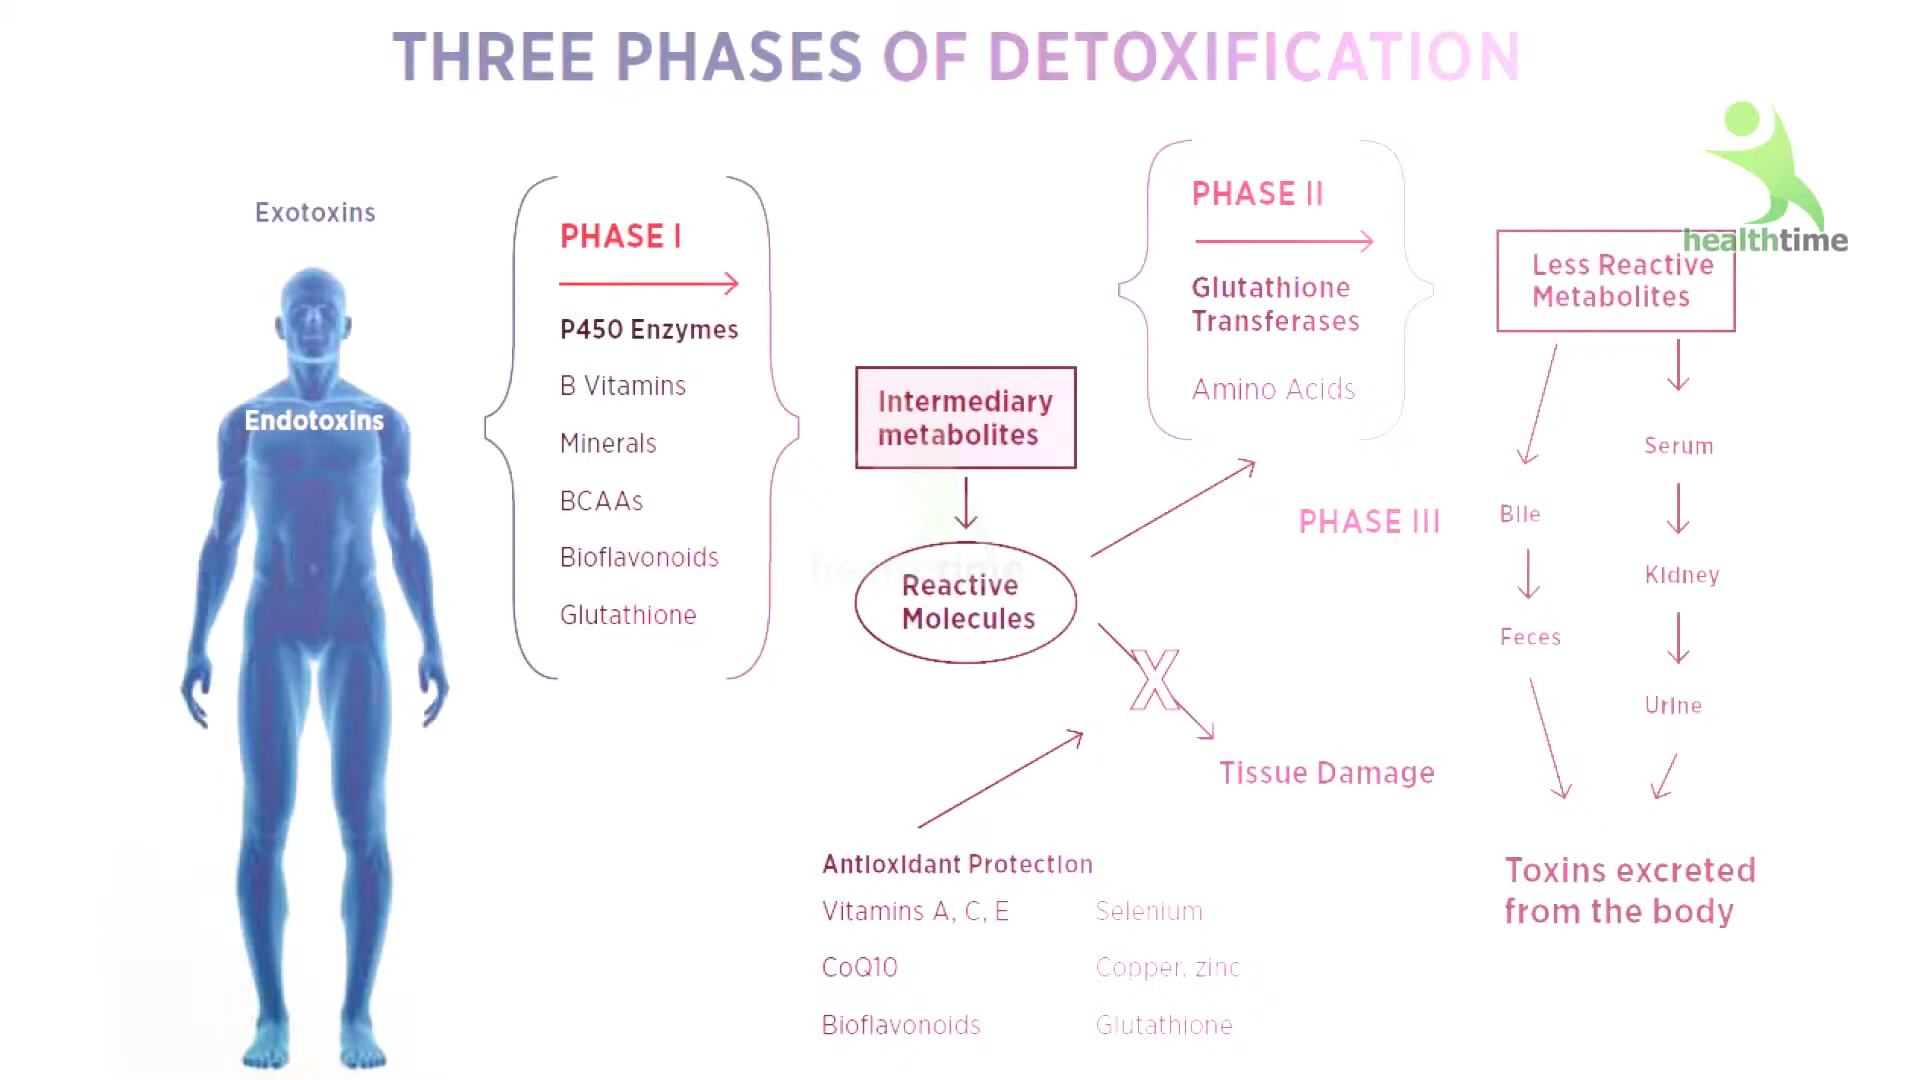 THREE PHASES OF DETOXIFICATION
healthtime
Exotoxins
Endotoxins
PHASE I
P450 Enzymes
B Vitamins
Minerals
BCAAs
Bioflavonoids
Glutathione
Intermediary
metabolites
healthtime
Reactive
Molecules
PHASE II
Glutathione
Transferases
Amino Acids
Less Reactive
Metabolites
PHASE III
BIle
Feces
Serum
KIdney
UrIne
X
Tissue Damage
AntIoxIdant ProtectIon
Vitamins A, C, E
CoQ10
Bioflavonoids
Selenium
Copper, zinc
Glutathione
Toxins excreted
from the body